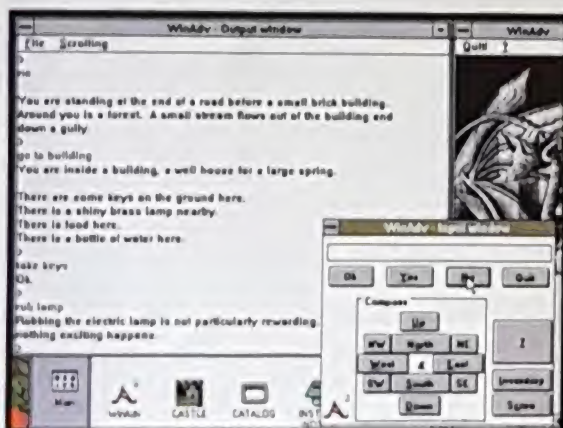 WinAdv - Output window
File Scrolling
>
no
You are standing at the end of a road before a small brick building.
Around you is a forest. A small stream flows out of the building and
down a gully
>
go to building
You are inside a building, a well house for a large spring.
There are some keys on the ground here.
There is a shiny brass lamp nearby.
There is food here.
There is a bottle of water here.
>
take keys
Ok.
>
rub lamp
Rubbing the electric lamp is not particularly rewarding.
nothing exciting happens.
>
WinAdv
Quit! ?
WinAdv - Input window
Ok Yes No Quit
Compass
Up
NW North NE
West & East
SW South SE
Down
?
Inventory
Score
Main
WinAdv
CASTLE
CATALOG